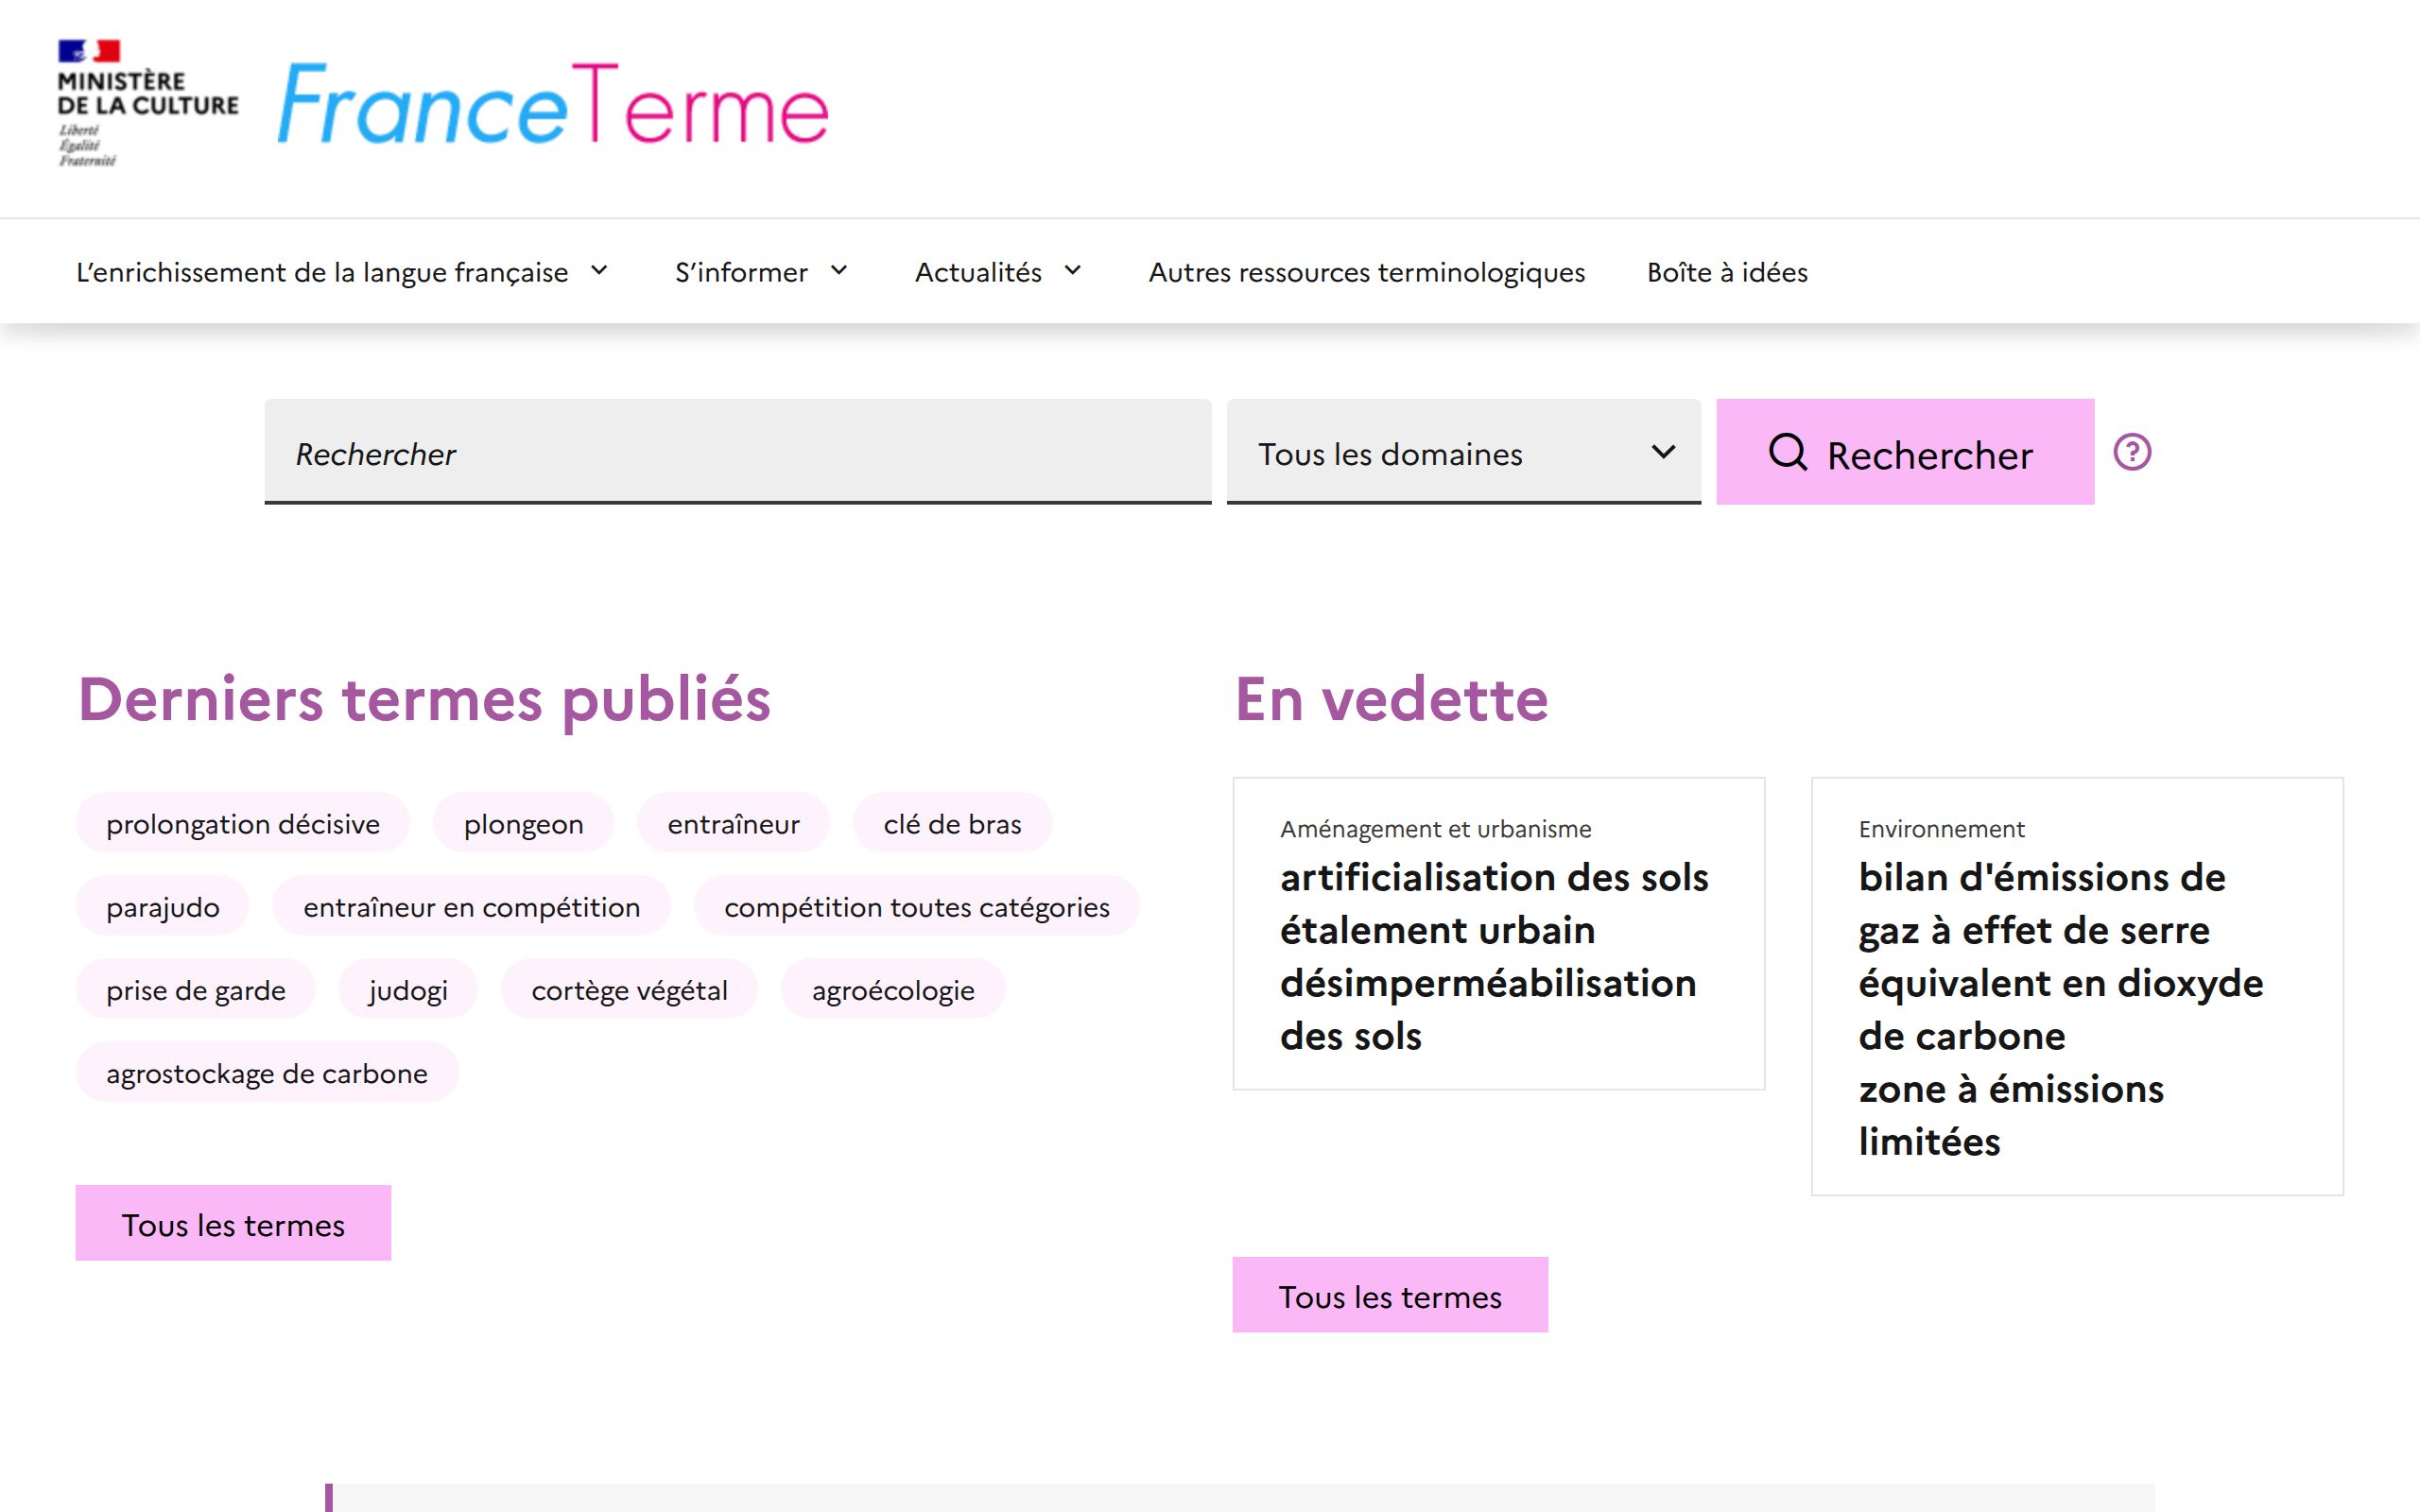 MINISTÈRE
DE LA CULTURE
Liberté
Égalité
Fraternité
FranceTerme
L’enrichissement de la langue française
S’informer
Actualités
Autres ressources terminologiques
Boîte à idées
Rechercher
Tous les domaines
Rechercher
?
Derniers termes publiés
prolongation décisive
plongeon
entraîneur
clé de bras
parajudo
entraîneur en compétition
compétition toutes catégories
prise de garde
judogi
cortège végétal
agroécologie
agrostockage de carbone
Tous les termes
En vedette
Aménagement et urbanisme
artificialisation des sols
étalement urbain
désimperméabilisation
des sols
Environnement
bilan d'émissions de
gaz à effet de serre
équivalent en dioxyde
de carbone
zone à émissions
limitées
Tous les termes